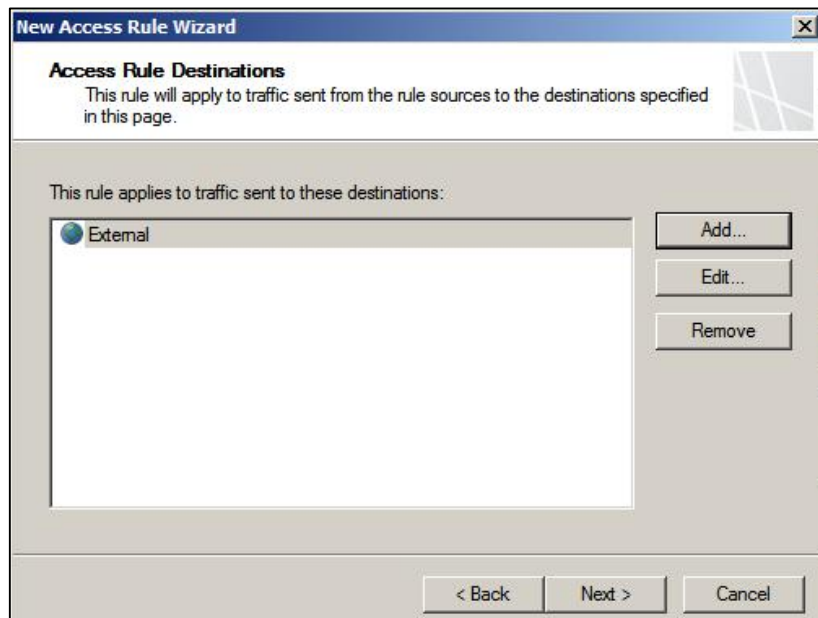 New Access Rule Wizard
Access Rule Destinations
This rule will apply to traffic sent from the rule sources to the destinations specified
in this page.
This rule applies to traffic sent to these destinations:
External
Add...
Edit...
Remove
< Back
Next >
Cancel